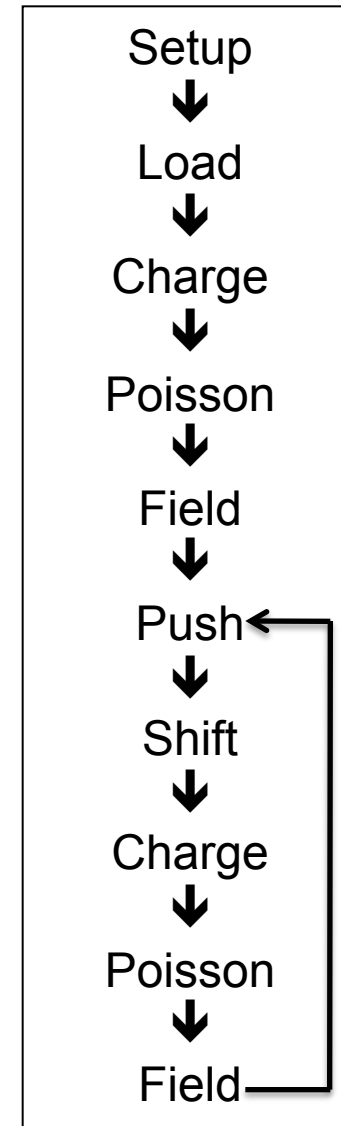 Setup
Load
Charge
Poisson
Field
Push
Shift
Charge
Poisson
Field